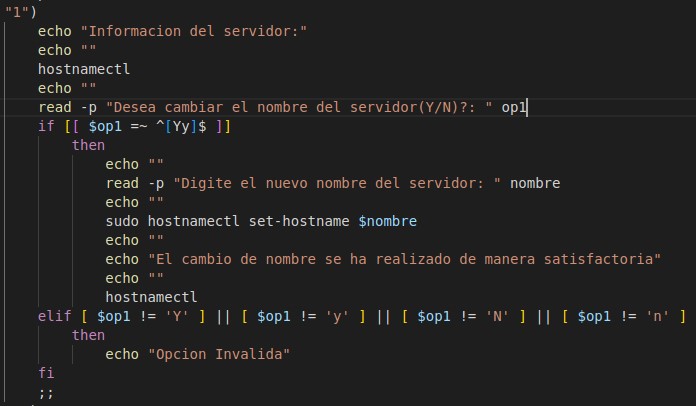 "1")
echo "Informacion del servidor:"
echo ""
hostnamectl
echo ""
read -p "Desea cambiar el nombre del servidor(Y/N)?: " op1
if [[ $op1 =~ ^[Yy]$ ]]
then
echo ""
read -p "Digite el nuevo nombre del servidor: " nombre
echo ""
sudo hostnamectl set-hostname $nombre
echo ""
echo "El cambio de nombre se ha realizado de manera satisfactoria"
echo ""
hostnamectl
elif [ $op1 != 'Y' ] || [ $op1 != 'y' ] || [ $op1 != 'N' ] || [ $op1 != 'n' ]
then
echo "Opcion Invalida"
fi
;;